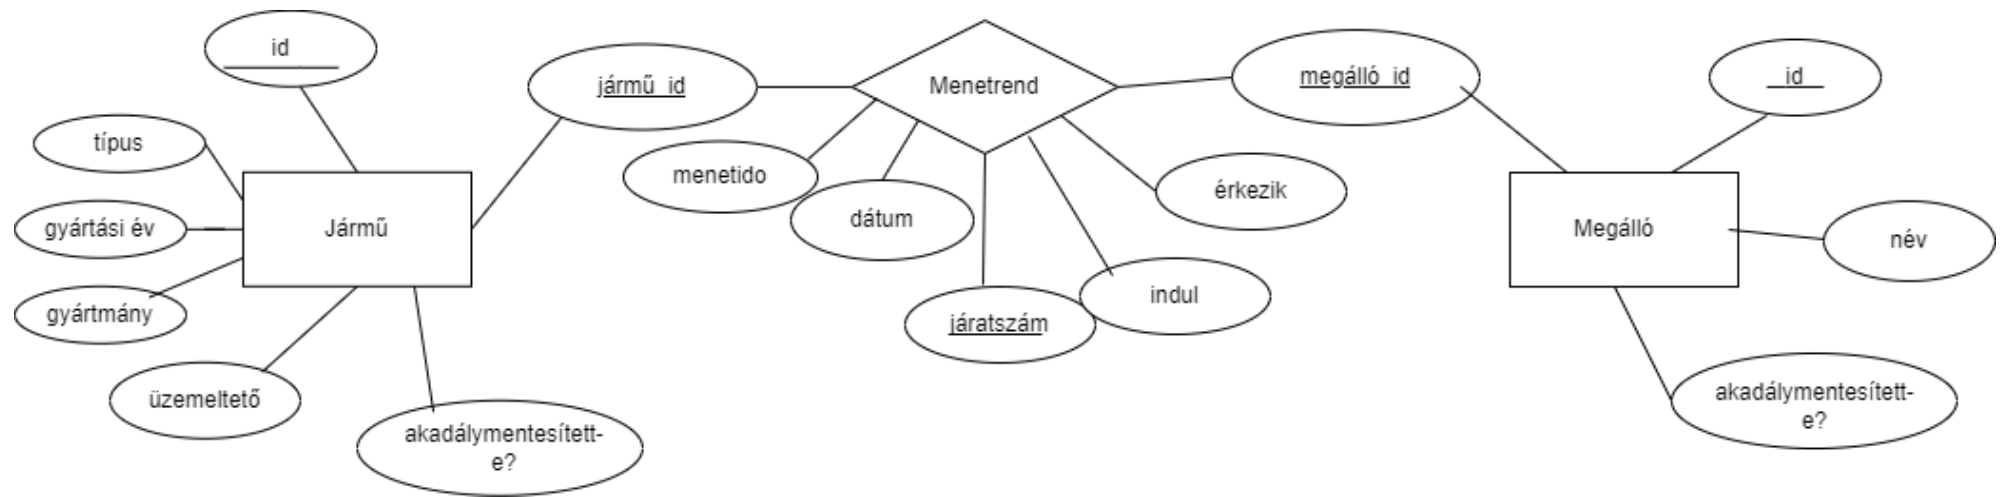 id
jármű_id
Menetrend
megálló_id
_id_
típus
menetido
érkezik
gyártási év
Jármű
dátum
Megálló
név
gyártmány
járatszám
indul
üzemeltető
akadálymentesített-
e?
akadálymentesített-
e?